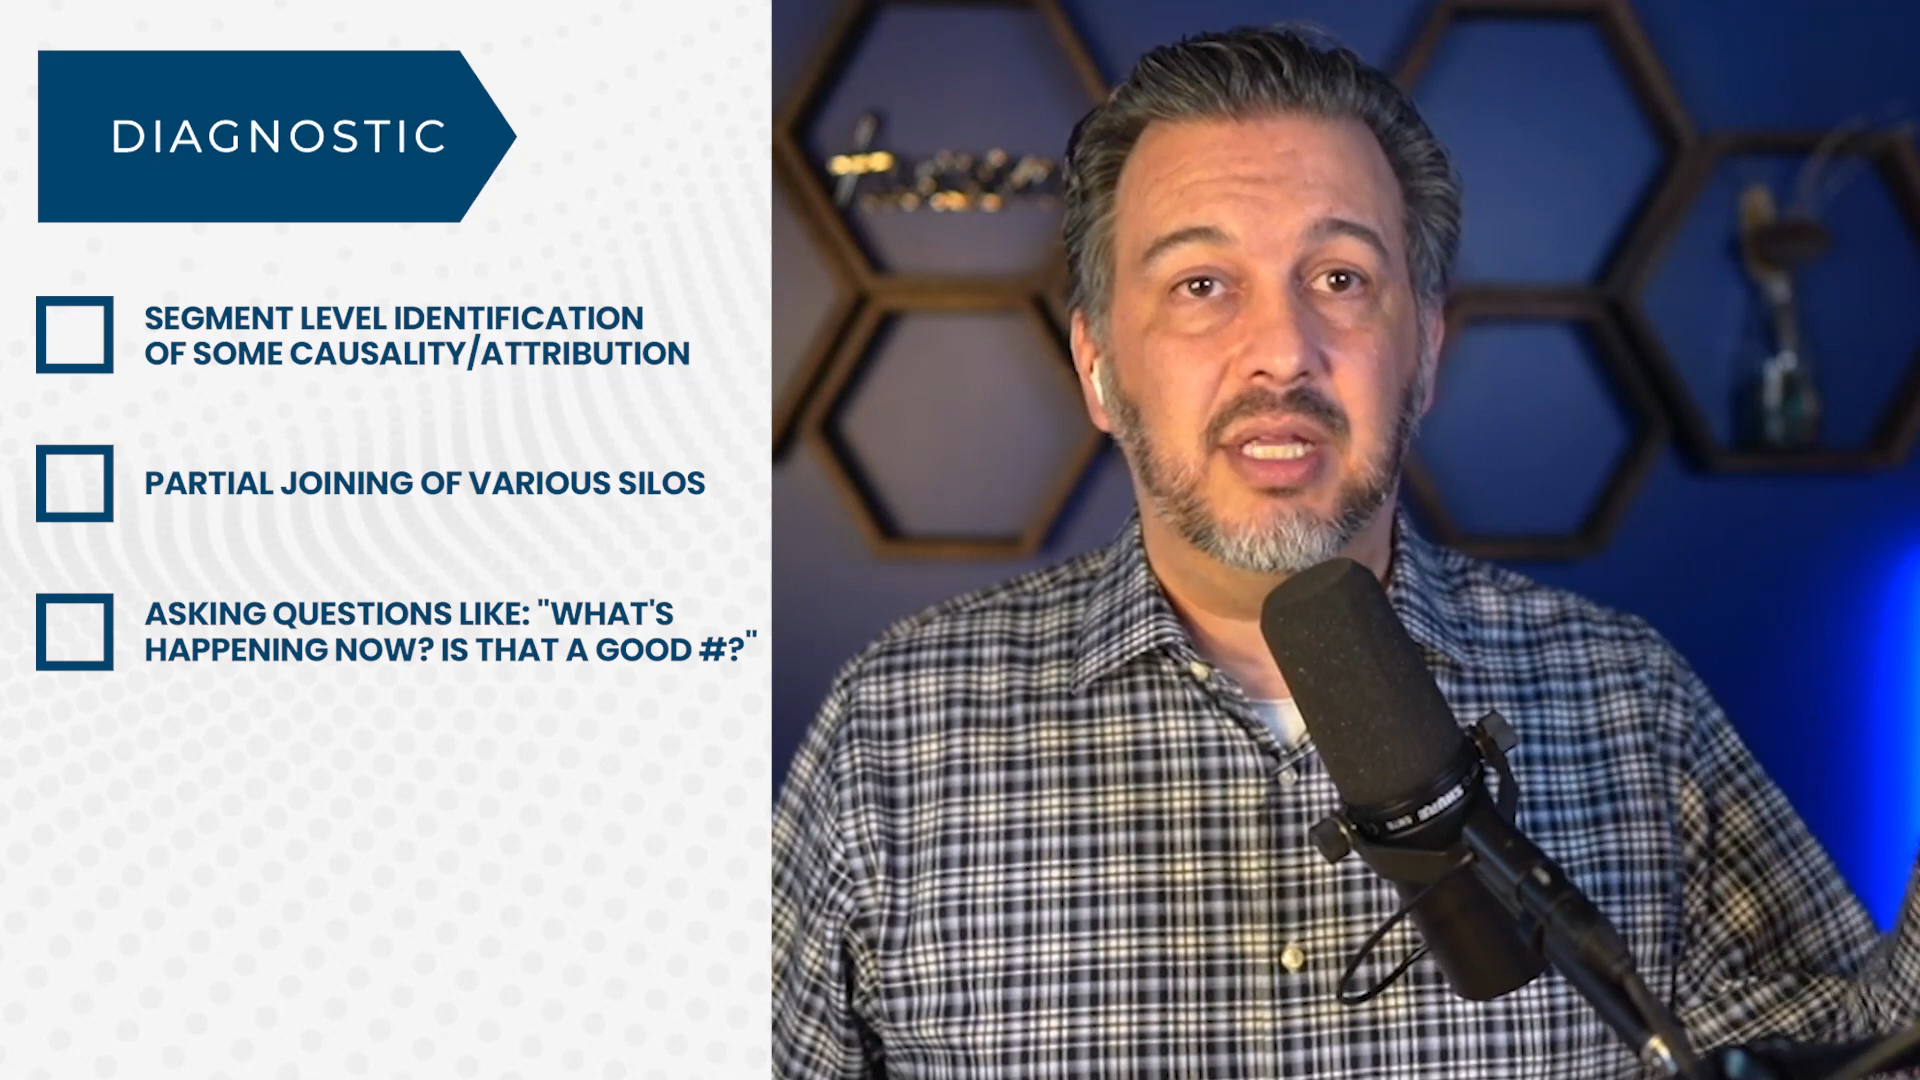 DIAGNOSTIC
SEGMENT LEVEL IDENTIFICATION
OF SOME CAUSALITY/ATTRIBUTION
PARTIAL JOINING OF VARIOUS SILOS
ASKING QUESTIONS LIKE: "WHAT'S
HAPPENING NOW? IS THAT A GOOD #?"
SHURE